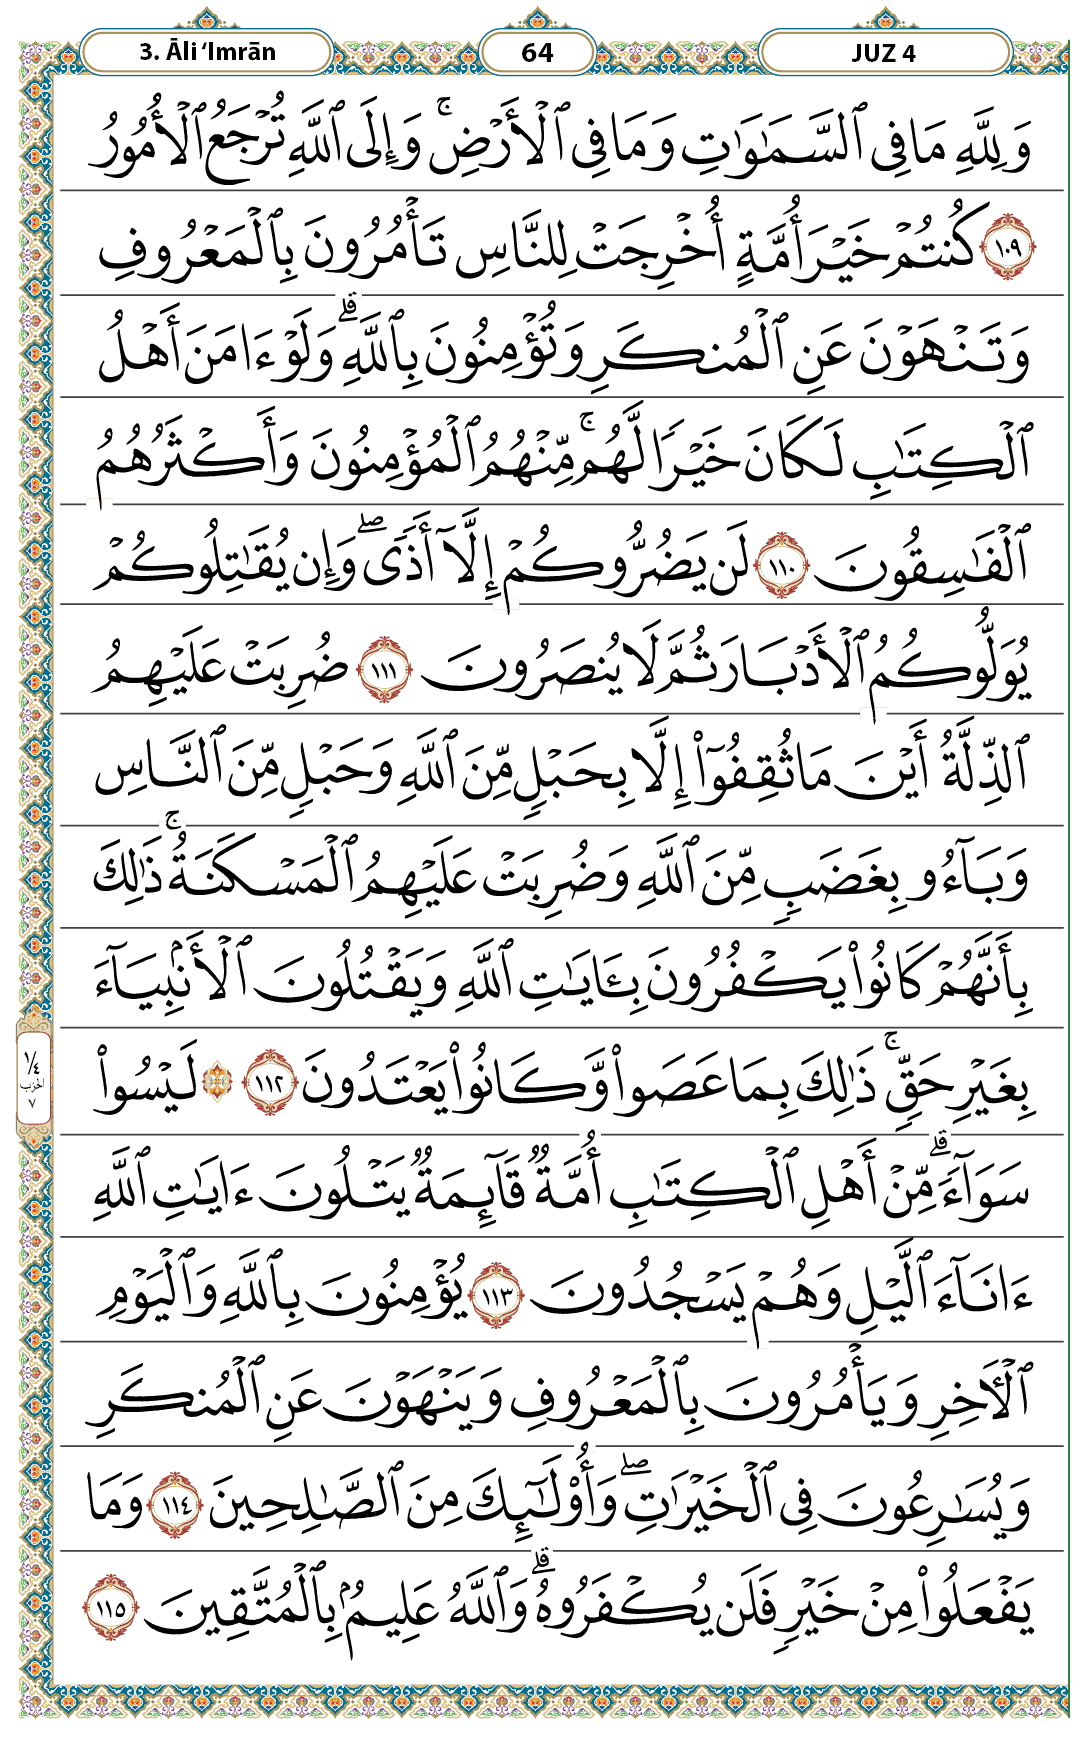 3. Āli ‘Imrān 64 JUZ 4
وَلِلَّهِ مَا فِي ٱلسَّمَـٰوَٰتِ وَمَا فِي ٱلْأَرْضِ ۚ وَإِلَى ٱللَّهِ تُرْجَعُ ٱلْأُمُورُ
١٠٩ كُنتُمْ خَيْرَ أُمَّةٍ أُخْرِجَتْ لِلنَّاسِ تَأْمُرُونَ بِٱلْمَعْرُوفِ
وَتَنْهَوْنَ عَنِ ٱلْمُنكَرِ وَتُؤْمِنُونَ بِٱللَّهِ ۗ وَلَوْ ءَامَنَ أَهْلُ
ٱلْكِتَـٰبِ لَكَانَ خَيْرًا لَّهُم ۚ مِّنْهُمُ ٱلْمُؤْمِنُونَ وَأَكْثَرُهُمُ
ٱلْفَـٰسِقُونَ ١١٠ لَن يَضُرُّوكُمْ إِلَّآ أَذًى ۖ وَإِن يُقَـٰتِلُوكُمْ
يُوَلُّوكُمُ ٱلْأَدْبَارَ ثُمَّ لَا يُنصَرُونَ ١١١ ضُرِبَتْ عَلَيْهِمُ
ٱلذِّلَّةُ أَيْنَ مَا ثُقِفُوٓا۟ إِلَّا بِحَبْلٍ مِّنَ ٱللَّهِ وَحَبْلٍ مِّنَ ٱلنَّاسِ
وَبَآءُو بِغَضَبٍ مِّنَ ٱللَّهِ وَضُرِبَتْ عَلَيْهِمُ ٱلْمَسْكَنَةُ ۚ ذَٰلِكَ
بِأَنَّهُمْ كَانُوا۟ يَكْفُرُونَ بِـَٔايَـٰتِ ٱللَّهِ وَيَقْتُلُونَ ٱلْأَنۢبِيَآءَ
بِغَيْرِ حَقٍّ ۚ ذَٰلِكَ بِمَا عَصَوا۟ وَّكَانُوا۟ يَعْتَدُونَ ١١٢ ۞ لَيْسُوا۟
١/٤
الحزب
٧
سَوَآءً ۗ مِّنْ أَهْلِ ٱلْكِتَـٰبِ أُمَّةٌ قَآئِمَةٌ يَتْلُونَ ءَايَـٰتِ ٱللَّهِ
ءَانَآءَ ٱلَّيْلِ وَهُمْ يَسْجُدُونَ ١١٣ يُؤْمِنُونَ بِٱللَّهِ وَٱلْيَوْمِ
ٱلْـَٔاخِرِ وَيَأْمُرُونَ بِٱلْمَعْرُوفِ وَيَنْهَوْنَ عَنِ ٱلْمُنكَرِ
وَيُسَـٰرِعُونَ فِي ٱلْخَيْرَٰتِ ۖ وَأُو۟لَـٰٓئِكَ مِنَ ٱلصَّـٰلِحِينَ ١١٤ وَمَا
يَفْعَلُوا۟ مِنْ خَيْرٍ فَلَن يُكْفَرُوهُ ۗ وَٱللَّهُ عَلِيمٌۢ بِٱلْمُتَّقِينَ ١١٥